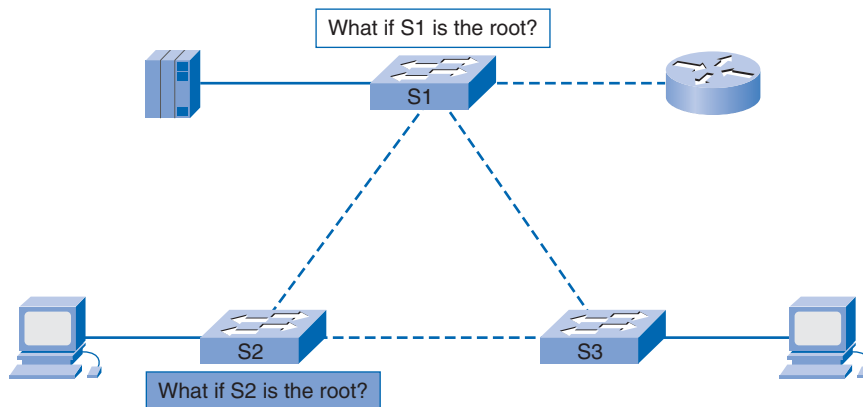 What if S1 is the root?
S1
S2
S3
What if S2 is the root?